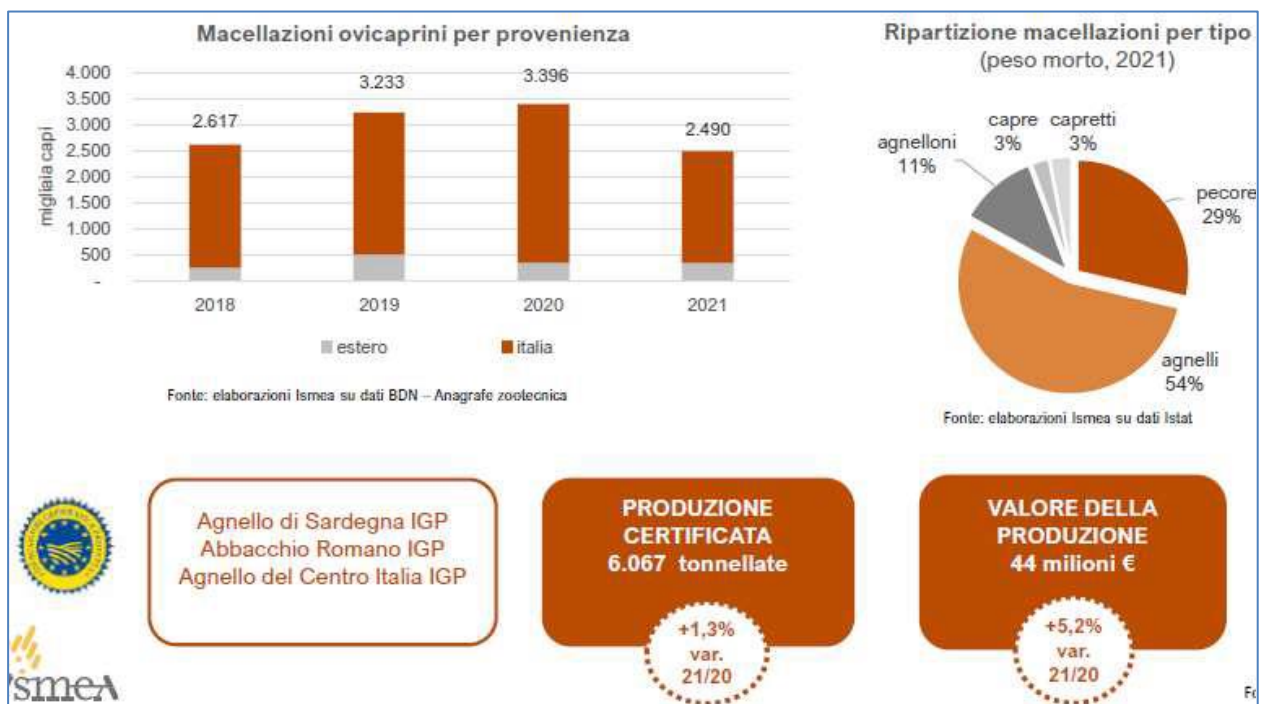 Macellazioni ovicaprini per provenienza
migliaia capi
4.000
3.500
3.000
2.500
2.000
1.500
1.000
500
-
2.617
3.233
3.396
2.490
2018
2019
2020
2021
estero
italia
Fonte: elaborazioni Ismea su dati BDN – Anagrafe zootecnica
Ripartizione macellazioni per tipo
(peso morto, 2021)
capre
3%
capretti
3%
agnelloni
11%
pecore
29%
agnelli
54%
Fonte: elaborazioni Ismea su dati Istat
Agnello di Sardegna IGP
Abbacchio Romano IGP
Agnello del Centro Italia IGP
PRODUZIONE
CERTIFICATA
6.067 tonnellate
+1,3%
var.
21/20
VALORE DELLA
PRODUZIONE
44 milioni €
+5,2%
var.
21/20
ismea